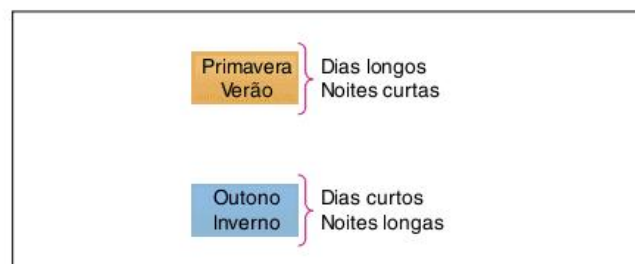 Primavera
Verão
Dias longos
Noites curtas
Outono
Inverno
Dias curtos
Noites longas